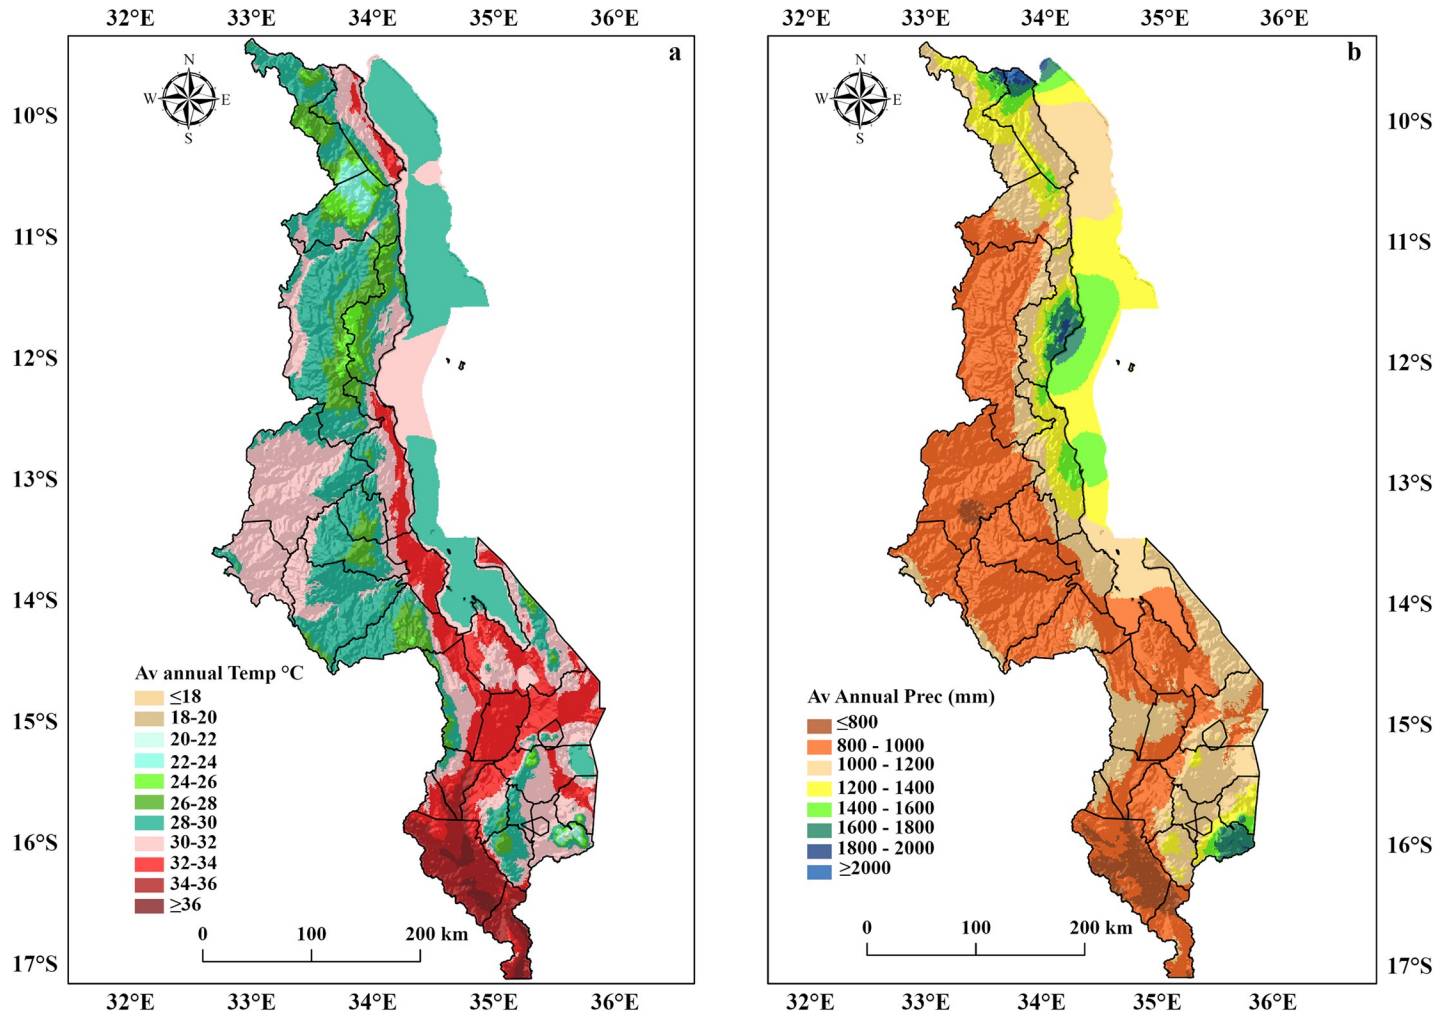 32°E 33°E 34°E 35°E 36°E
a
N
W E
S
10°S
11°S
12°S
13°S
14°S
15°S
16°S
17°S
Av annual Temp °C
≤18
18-20
20-22
22-24
24-26
26-28
28-30
30-32
32-34
34-36
≥36
0 100 200 km
32°E 33°E 34°E 35°E 36°E
32°E 33°E 34°E 35°E 36°E
b
N
W E
S
10°S
11°S
12°S
13°S
14°S
15°S
16°S
17°S
Av Annual Prec (mm)
≤800
800 - 1000
1000 - 1200
1200 - 1400
1400 - 1600
1600 - 1800
1800 - 2000
≥2000
0 100 200 km
32°E 33°E 34°E 35°E 36°E